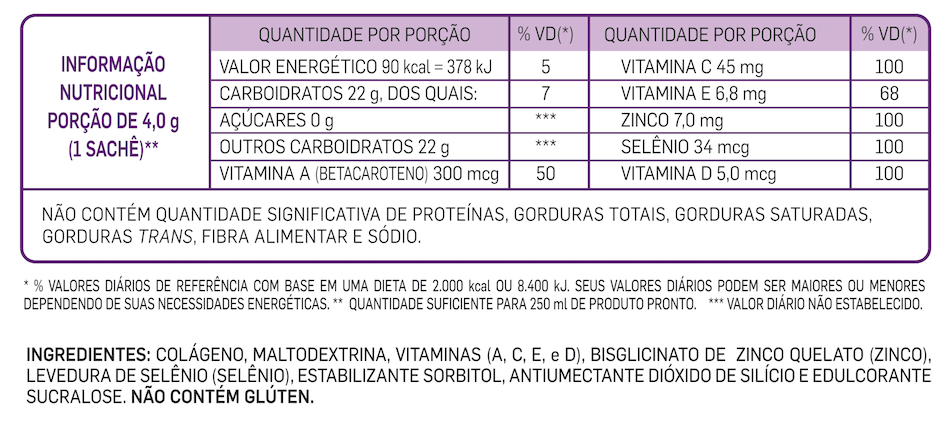 INFORMAÇÃO
NUTRICIONAL
PORÇÃO DE 4,0 g
(1 SACHÊ)**
QUANTIDADE POR PORÇÃO % VD(*) QUANTIDADE POR PORÇÃO % VD(*)
VALOR ENERGÉTICO 90 kcal = 378 kJ 5 VITAMINA C 45 mg 100
CARBOIDRATOS 22 g, DOS QUAIS: 7 VITAMINA E 6,8 mg 68
AÇÚCARES 0 g *** ZINCO 7,0 mg 100
OUTROS CARBOIDRATOS 22 g *** SELÊNIO 34 mcg 100
VITAMINA A (BETACAROTENO) 300 mcg 50 VITAMINA D 5,0 mcg 100
NÃO CONTÉM QUANTIDADE SIGNIFICATIVA DE PROTEÍNAS, GORDURAS TOTAIS, GORDURAS SATURADAS,
GORDURAS TRANS, FIBRA ALIMENTAR E SÓDIO.
* % VALORES DIÁRIOS DE REFERÊNCIA COM BASE EM UMA DIETA DE 2.000 kcal OU 8.400 kJ. SEUS VALORES DIÁRIOS PODEM SER MAIORES OU MENORES
DEPENDENDO DE SUAS NECESSIDADES ENERGÉTICAS. ** QUANTIDADE SUFICIENTE PARA 250 ml DE PRODUTO PRONTO. *** VALOR DIÁRIO NÃO ESTABELECIDO.
INGREDIENTES: COLÁGENO, MALTODEXTRINA, VITAMINAS (A, C, E, e D), BISGLICINATO DE ZINCO QUELATO (ZINCO),
LEVEDURA DE SELÊNIO (SELÊNIO), ESTABILIZANTE SORBITOL, ANTIUMECTANTE DIÓXIDO DE SILÍCIO E EDULCORANTE
SUCRALOSE. NÃO CONTÉM GLÚTEN.